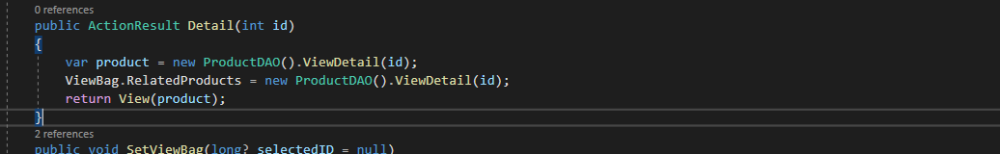 0 references
public ActionResult Detail(int id)
{
var product = new ProductDAO().ViewDetail(id);
ViewBag.RelatedProducts = new ProductDAO().ViewDetail(id);
return View(product);
}
2 references
public void SetViewBag(long? selectedID = null)